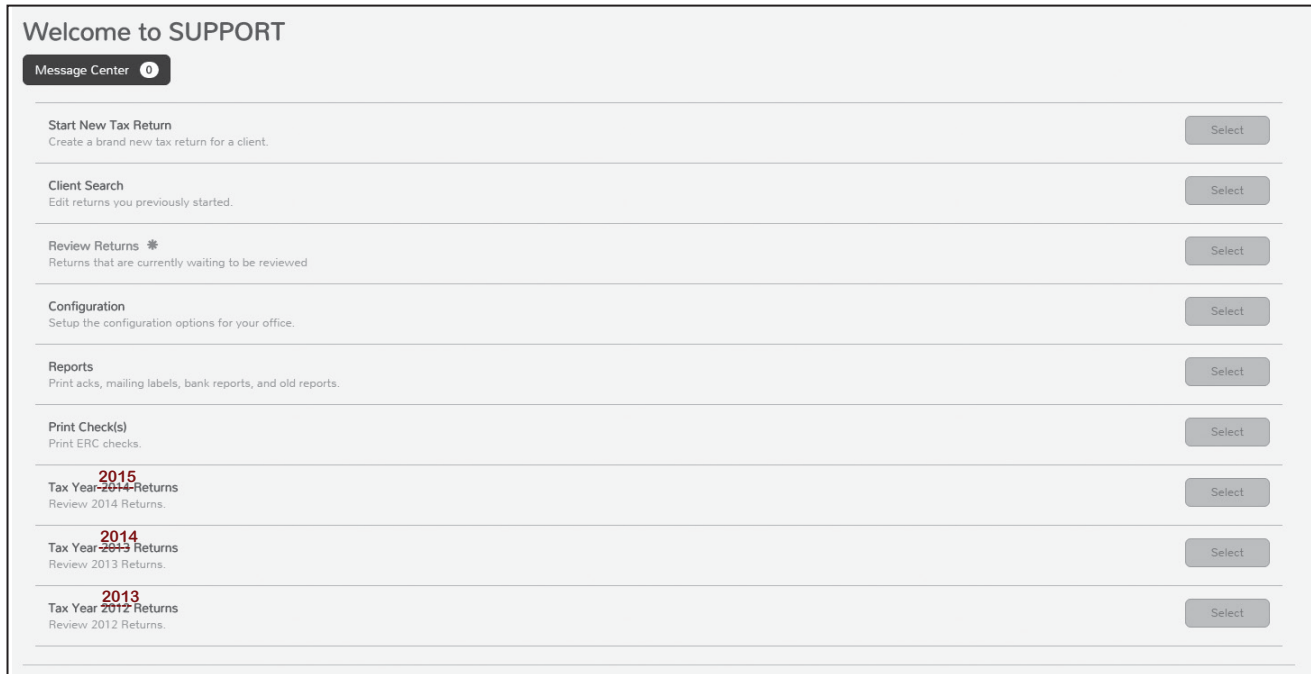 Welcome to SUPPORT
Message Center 0
Start New Tax Return
Create a brand new tax return for a client.
Select
Client Search
Edit returns you previously started.
Select
Review Returns ✱
Returns that are currently waiting to be reviewed
Select
Configuration
Setup the configuration options for your office.
Select
Reports
Print acks, mailing labels, bank reports, and old reports.
Select
Print Check(s)
Print ERC checks.
Select
2015
Tax Year 2014 Returns
Review 2014 Returns.
Select
2014
Tax Year 2013 Returns
Review 2013 Returns.
Select
2013
Tax Year 2012 Returns
Review 2012 Returns.
Select